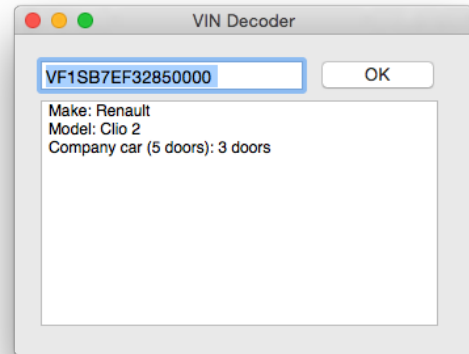 VIN Decoder
VF1SB7EF32850000
OK
Make: Renault
Model: Clio 2
Company car (5 doors): 3 doors